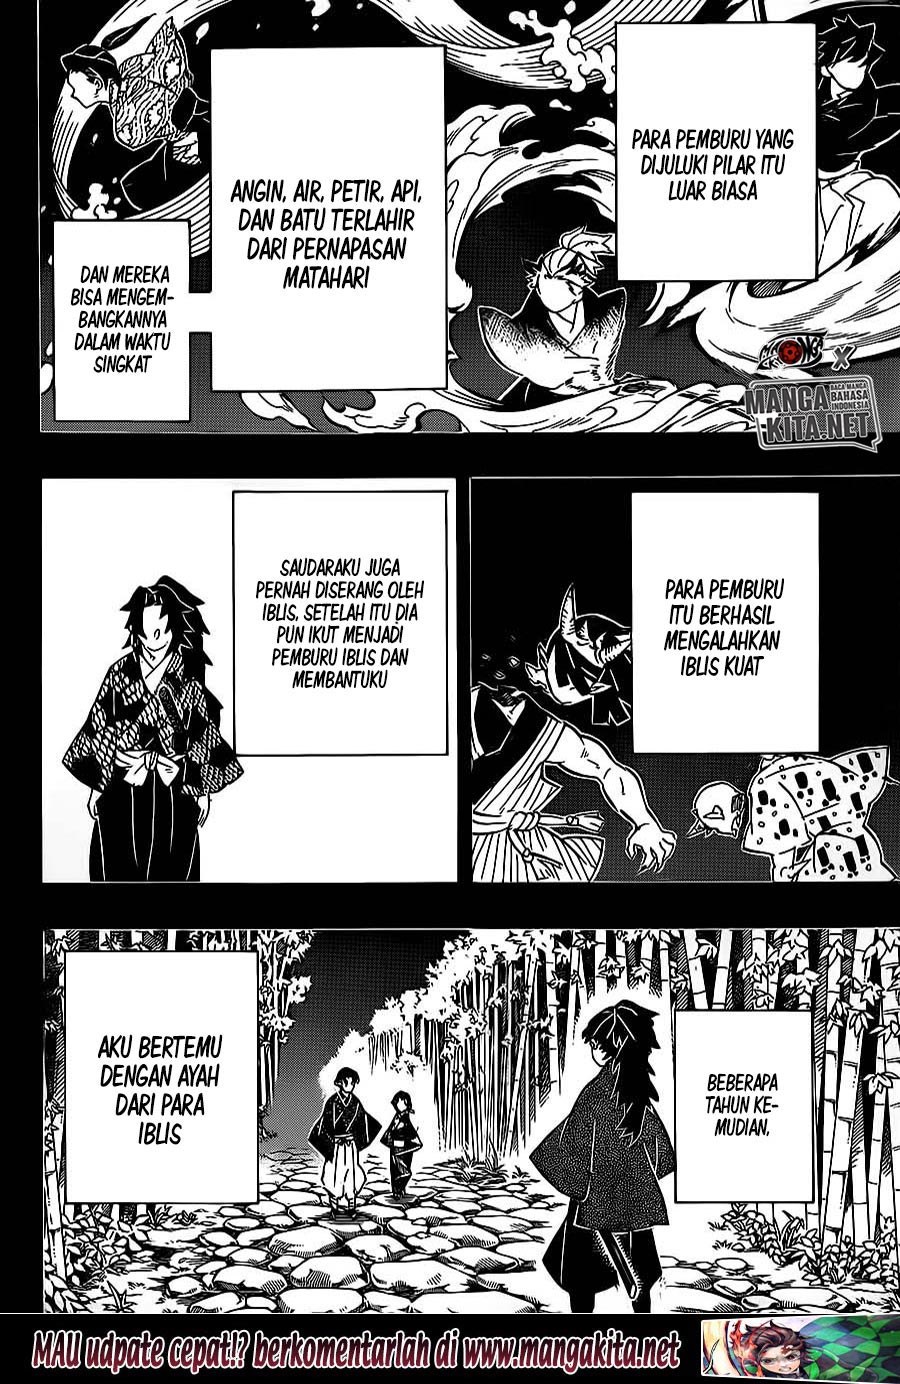 PARA PEMBURU YANG
DIJULUKI PILAR ITU
LUAR BIASA
ANGIN, AIR, PETIR, API,
DAN BATU TERLAHIR
DARI PERNAPASAN
MATAHARI
DAN MEREKA
BISA MENGEM-
BANGKANNYA
DALAM WAKTU
SINGKAT
X
MANGA
KITA.NET
BACA MANGA
BAHASA
INDONESIA
PARA PEMBURU
ITU BERHASIL
MENGALAHKAN
IBLIS KUAT
SAUDARAKU JUGA
PERNAH DISERANG OLEH
IBLIS, SETELAH ITU DIA
PUN IKUT MENJADI
PEMBURU IBLIS DAN
MEMBANTUKU
BEBERAPA
TAHUN KE-
MUDIAN,
AKU BERTEMU
DENGAN AYAH
DARI PARA
IBLIS
MAU udpate cepat!? berkomentarlah di www.mangakita.net